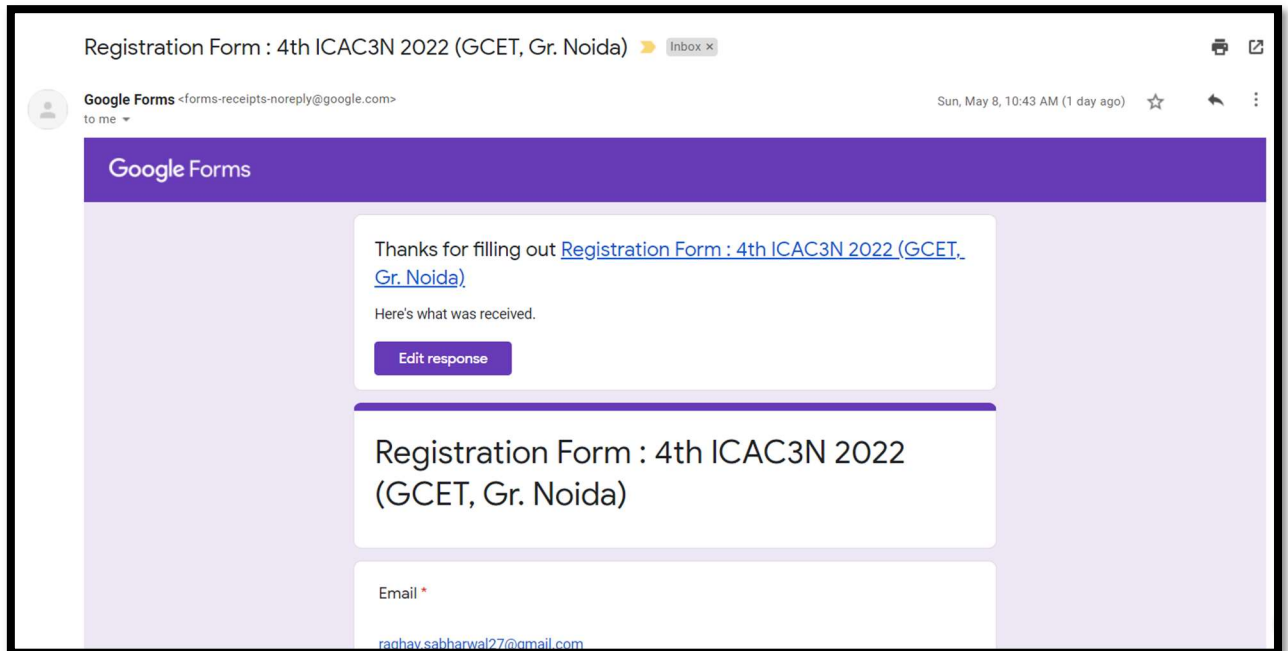 Registration Form : 4th ICAC3N 2022 (GCET, Gr. Noida) Inbox ×
Google Forms <forms-receipts-noreply@google.com> Sun, May 8, 10:43 AM (1 day ago)
to me
Google Forms
Thanks for filling out Registration Form : 4th ICAC3N 2022 (GCET,
Gr. Noida)
Here's what was received.
Edit response
Registration Form : 4th ICAC3N 2022
(GCET, Gr. Noida)
Email *
raghav.sabharwal27@gmail.com